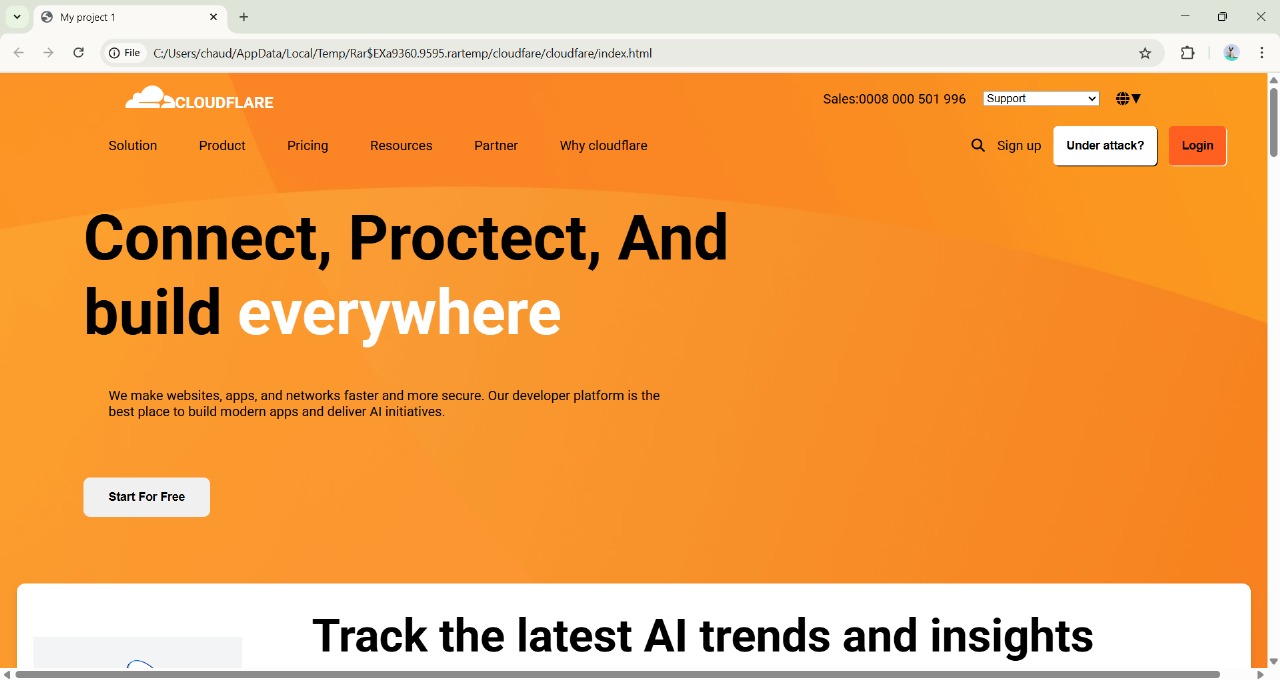 My project 1
File
C:/Users/chaud/AppData/Local/Temp/Rar$EXa9360.9595.rartemp/cloudfare/cloudfare/index.html
CLOUDFLARE
Sales:0008 000 501 996
Support
Solution
Product
Pricing
Resources
Partner
Why cloudflare
Sign up
Under attack?
Login
Connect, Proctect, And
build everywhere
We make websites, apps, and networks faster and more secure. Our developer platform is the
best place to build modern apps and deliver AI initiatives.
Start For Free
Track the latest AI trends and insights